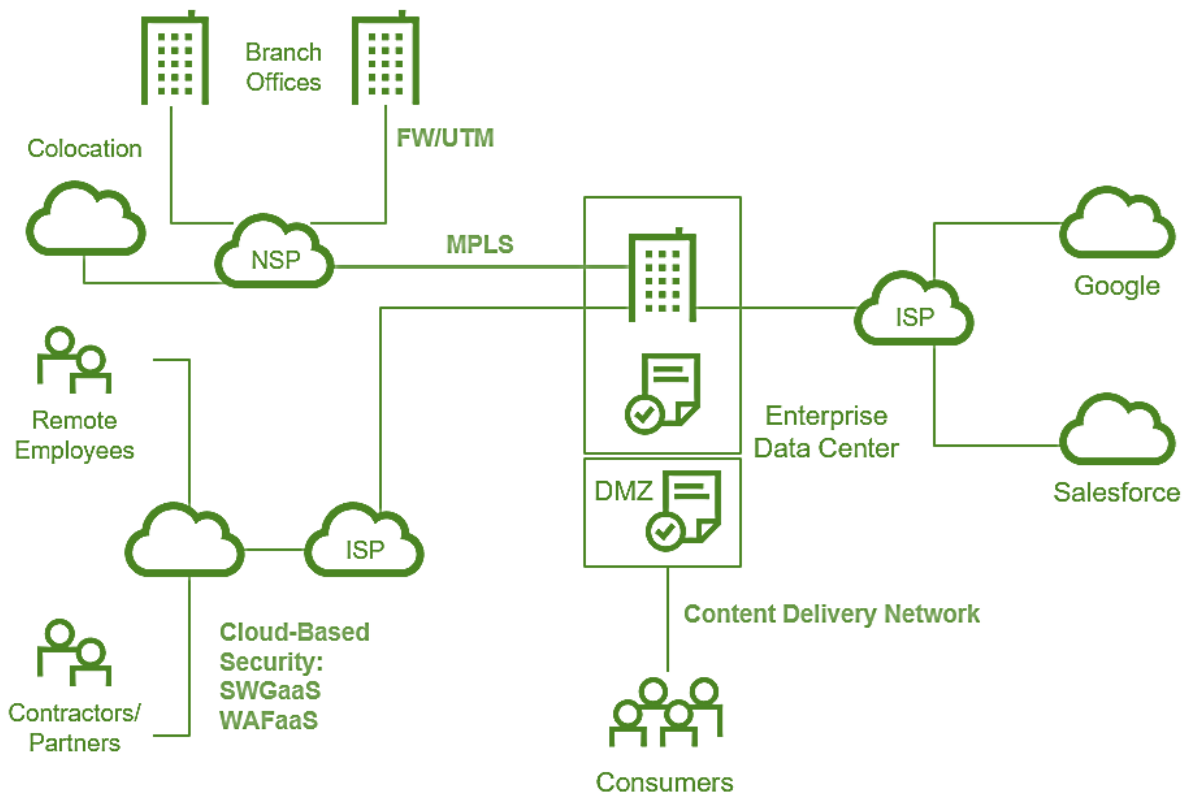 Branch
Offices
FW/UTM
Colocation
NSP
MPLS
Google
ISP
Remote
Employees
Enterprise
Data Center
DMZ
Salesforce
ISP
Content Delivery Network
Cloud-Based
Security:
SWGaaS
WAFaaS
Contractors/
Partners
Consumers